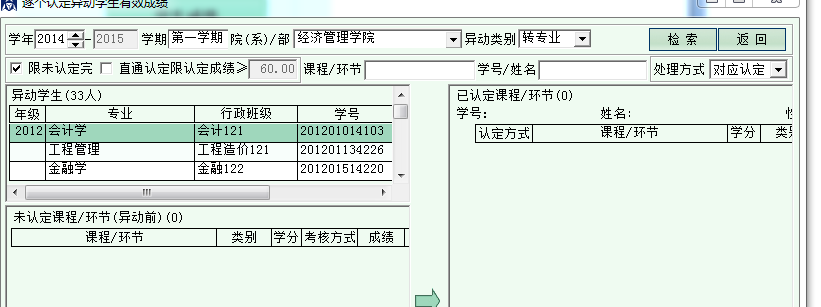 逐个认定异动学生有效成绩
学年 2014 - 2015 学期 第一学期 院(系)/部 经济管理学院 异动类别 转专业 检 索 返 回
限未认定完 直通认定限认定成绩≥ 60.00 课程/环节 学号/姓名 处理方式 对应认定
异动学生(33人)
年级 专业 行政班级 学号
2012 会计学 会计121 201201014103
工程管理 工程造价121 201201134226
金融学 金融122 201201514220
未认定课程/环节(异动前)(0)
课程/环节 类别 学分 考核方式 成绩
已认定课程/环节(0)
学号: 姓名:
认定方式 课程/环节 学分 类别